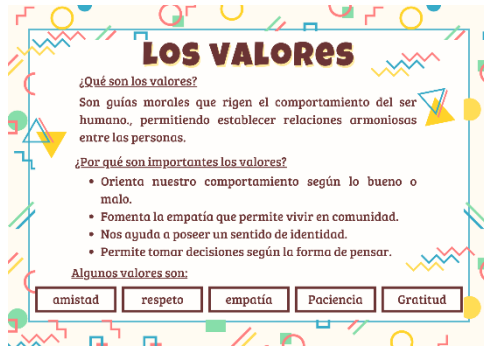 LOS VALORES
¿Qué son los valores?
Son guías morales que rigen el comportamiento del ser
humano., permitiendo establecer relaciones armoniosas
entre las personas.
¿Por qué son importantes los valores?
• Orienta nuestro comportamiento según lo bueno o
malo.
• Fomenta la empatía que permite vivir en comunidad.
• Nos ayuda a poseer un sentido de identidad.
• Permite tomar decisiones según la forma de pensar.
Algunos valores son:
amistad respeto empatía Paciencia Gratitud